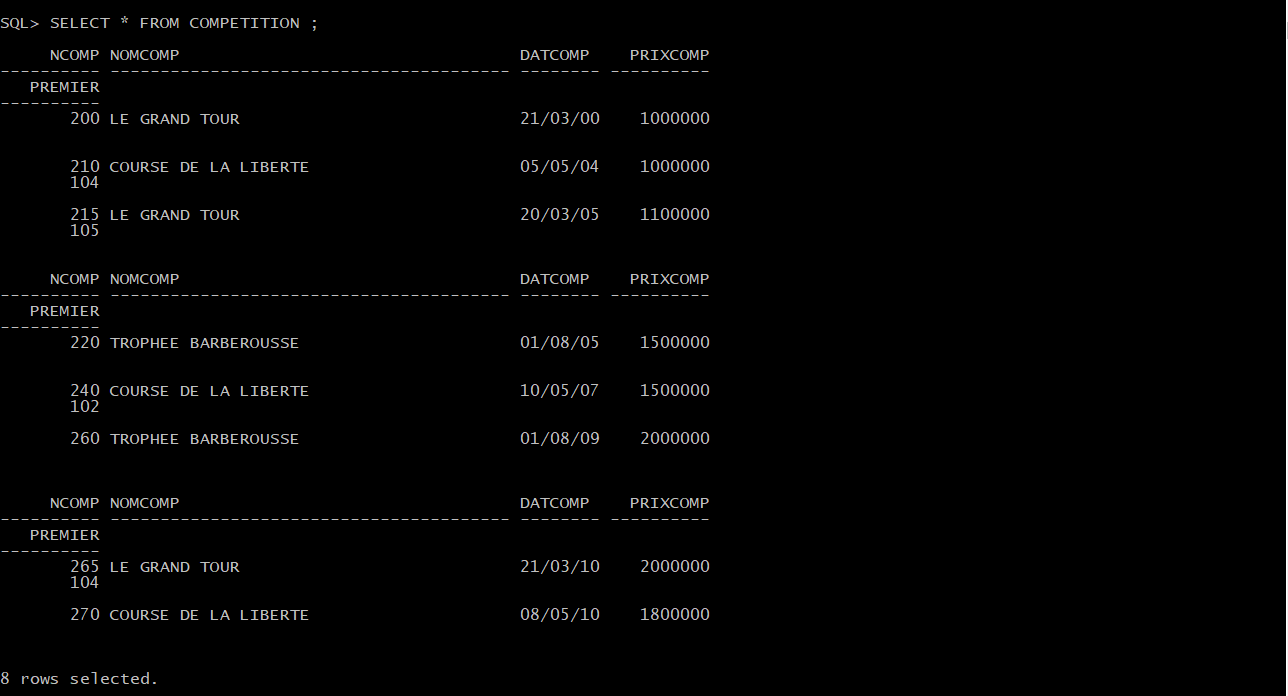 SQL> SELECT * FROM COMPETITION ;
     NCOMP NOMCOMP                                  DATCOMP    PRIXCOMP
---------- ---------------------------------------- -------- ----------
   PREMIER
----------
       200 LE GRAND TOUR                            21/03/00    1000000
       210 COURSE DE LA LIBERTE                     05/05/04    1000000
       104
       215 LE GRAND TOUR                            20/03/05    1100000
       105
     NCOMP NOMCOMP                                  DATCOMP    PRIXCOMP
---------- ---------------------------------------- -------- ----------
   PREMIER
----------
       220 TROPHEE BARBEROUSSE                      01/08/05    1500000
       240 COURSE DE LA LIBERTE                     10/05/07    1500000
       102
       260 TROPHEE BARBEROUSSE                      01/08/09    2000000
     NCOMP NOMCOMP                                  DATCOMP    PRIXCOMP
---------- ---------------------------------------- -------- ----------
   PREMIER
----------
       265 LE GRAND TOUR                            21/03/10    2000000
       104
       270 COURSE DE LA LIBERTE                     08/05/10    1800000
8 rows selected.